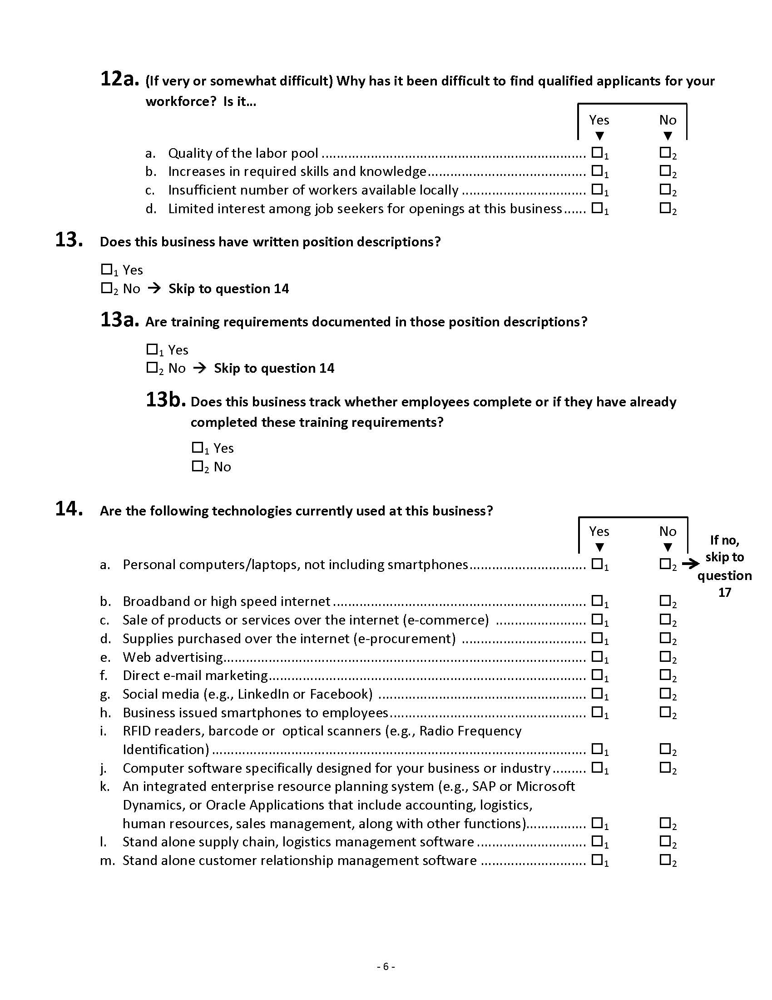 12a. (If very or somewhat difficult) Why has it been difficult to find qualified applicants for your
workforce?  Is it...
Yes No
▼ ▼
a. Quality of the labor pool ...................................................................... □1 □2
b. Increases in required skills and knowledge.......................................... □1 □2
c. Insufficient number of workers available locally ................................. □1 □2
d. Limited interest among job seekers for openings at this business...... □1 □2
13. Does this business have written position descriptions?
□1 Yes
□2 No → Skip to question 14
13a. Are training requirements documented in those position descriptions?
□1 Yes
□2 No → Skip to question 14
13b. Does this business track whether employees complete or if they have already
completed these training requirements?
□1 Yes
□2 No
14. Are the following technologies currently used at this business?
Yes No
▼ ▼
a. Personal computers/laptops, not including smartphones............................... □1 □2 →
If no,
skip to
question
17
b. Broadband or high speed internet ................................................................... □1 □2
c. Sale of products or services over the internet (e-commerce) ........................ □1 □2
d. Supplies purchased over the internet (e-procurement) ................................. □1 □2
e. Web advertising................................................................................................ □1 □2
f. Direct e-mail marketing.................................................................................... □1 □2
g. Social media (e.g., LinkedIn or Facebook) ....................................................... □1 □2
h. Business issued smartphones to employees.................................................... □1 □2
i. RFID readers, barcode or  optical scanners (e.g., Radio Frequency
Identification) ................................................................................................... □1 □2
j. Computer software specifically designed for your business or industry......... □1 □2
k. An integrated enterprise resource planning system (e.g., SAP or Microsoft
Dynamics, or Oracle Applications that include accounting, logistics,
human resources, sales management, along with other functions)................ □1 □2
l. Stand alone supply chain, logistics management software ............................. □1 □2
m. Stand alone customer relationship management software ............................ □1 □2
- 6 -